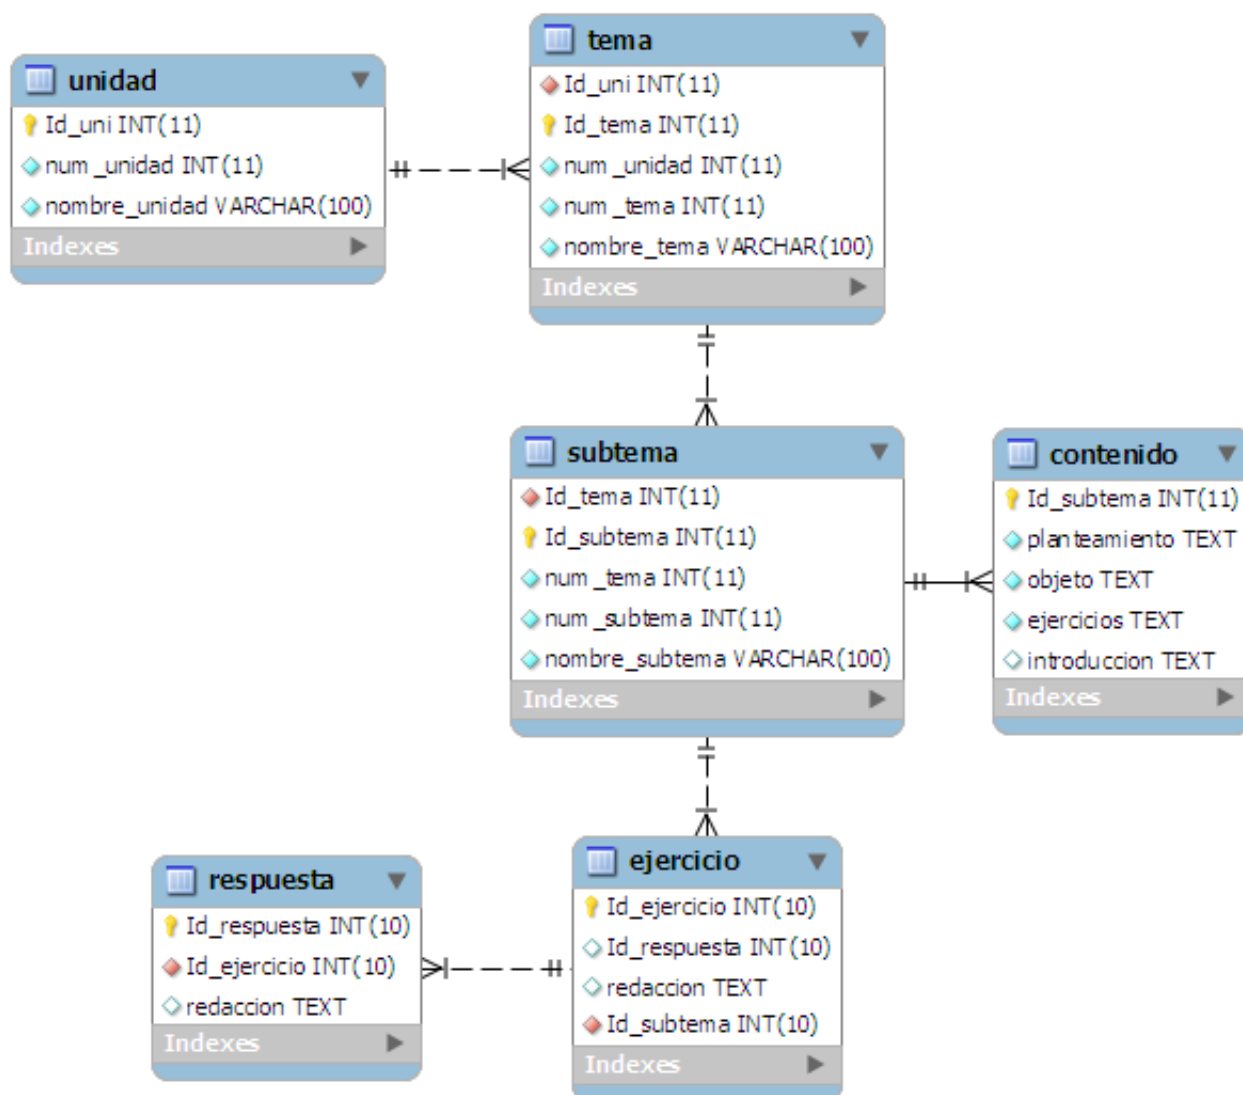 unidad
Id_uni INT(11)
num_unidad INT(11)
nombre_unidad VARCHAR(100)
Indexes
tema
Id_uni INT(11)
Id_tema INT(11)
num_unidad INT(11)
num_tema INT(11)
nombre_tema VARCHAR(100)
Indexes
subtema
Id_tema INT(11)
Id_subtema INT(11)
num_tema INT(11)
num_subtema INT(11)
nombre_subtema VARCHAR(100)
Indexes
contenido
Id_subtema INT(11)
planteamiento TEXT
objeto TEXT
ejercicios TEXT
introduccion TEXT
Indexes
respuesta
Id_respuesta INT(10)
Id_ejercicio INT(10)
redaccion TEXT
Indexes
ejercicio
Id_ejercicio INT(10)
Id_respuesta INT(10)
redaccion TEXT
Id_subtema INT(10)
Indexes